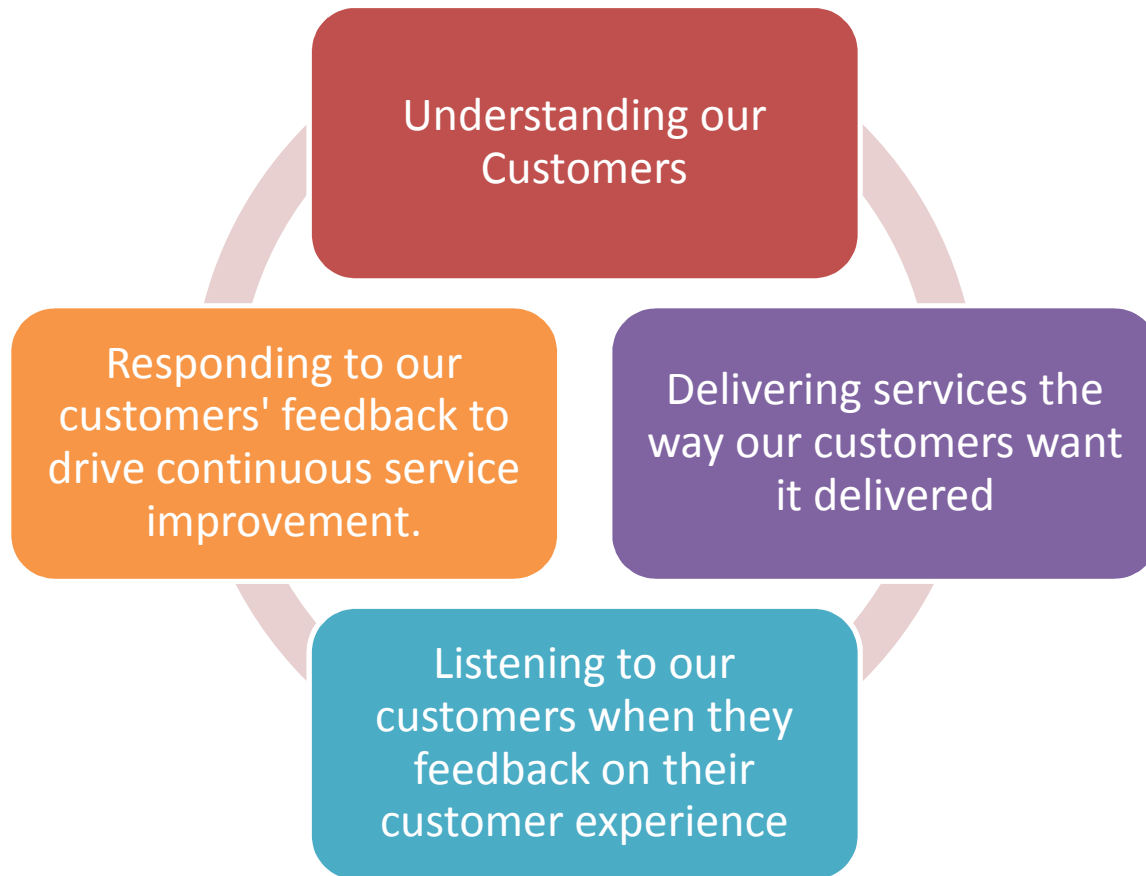 Understanding our
Customers
Delivering services the
way our customers want
it delivered
Listening to our
customers when they
feedback on their
customer experience
Responding to our
customers' feedback to
drive continuous service
improvement.